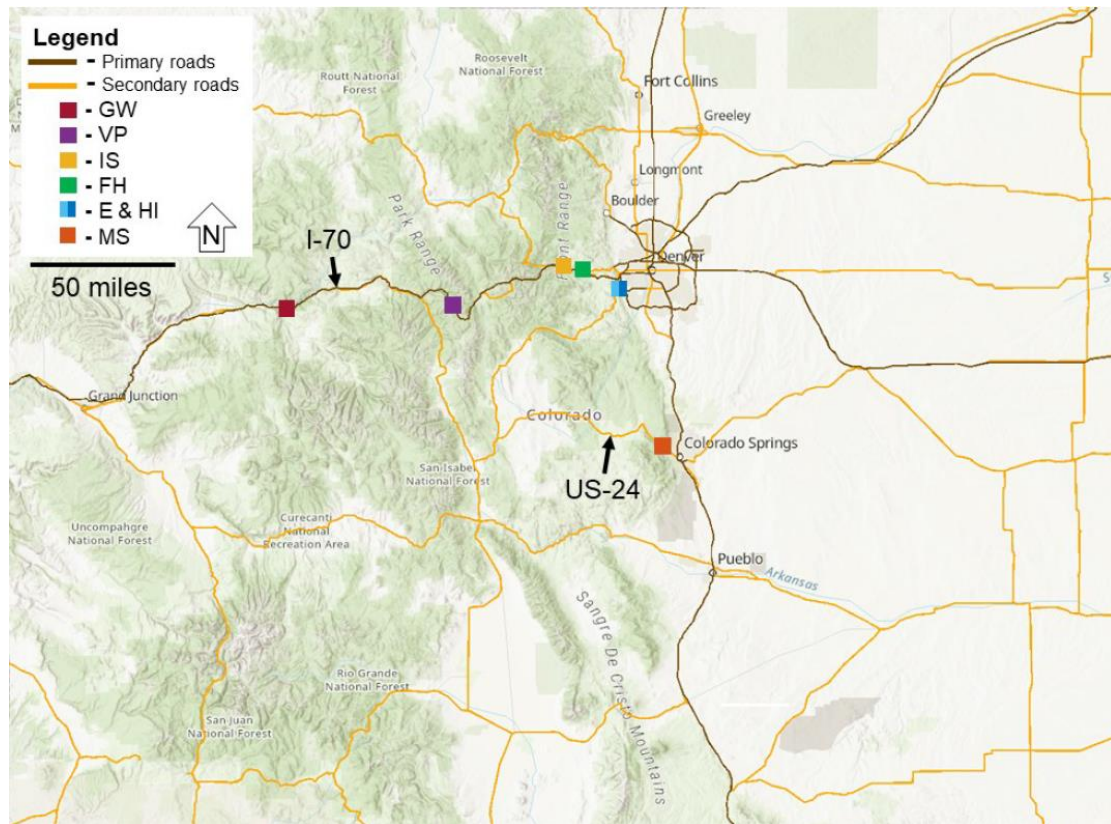 Legend
- Primary roads
- Secondary roads
- GW
- VP
- IS
- FH
- E & HI
- MS
N
50 miles
Roosevelt
National Forest
Routt National
Forest
Fort Collins
Greeley
Longmont
Boulder
Park Range
Front Range
I-70
Denver
Grand Junction
Colorado
Colorado Springs
San Isabel
National Forest
US-24
Uncompahgre
National Forest
Curecanti
National
Recreation Area
Pueblo
Arkansas
Sangre De Cristo Mountains
Rio Grande
National Forest
San Juan
National Forest